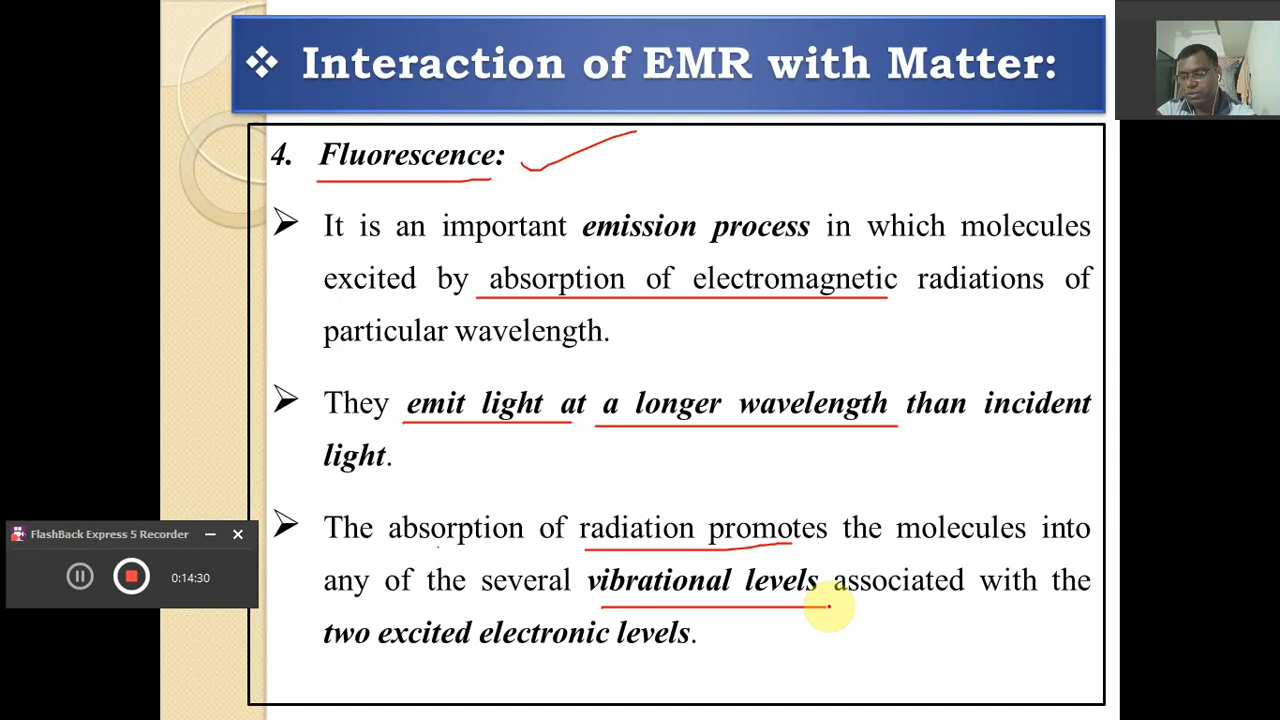 ❖ Interaction of EMR with Matter:
4. Fluorescence:
➢ It is an important emission process in which molecules
excited by absorption of electromagnetic radiations of
particular wavelength.
➢ They emit light at a longer wavelength than incident
light.
➢ The absorption of radiation promotes the molecules into
any of the several vibrational levels associated with the
two excited electronic levels.
FlashBack Express 5 Recorder
0:14:30